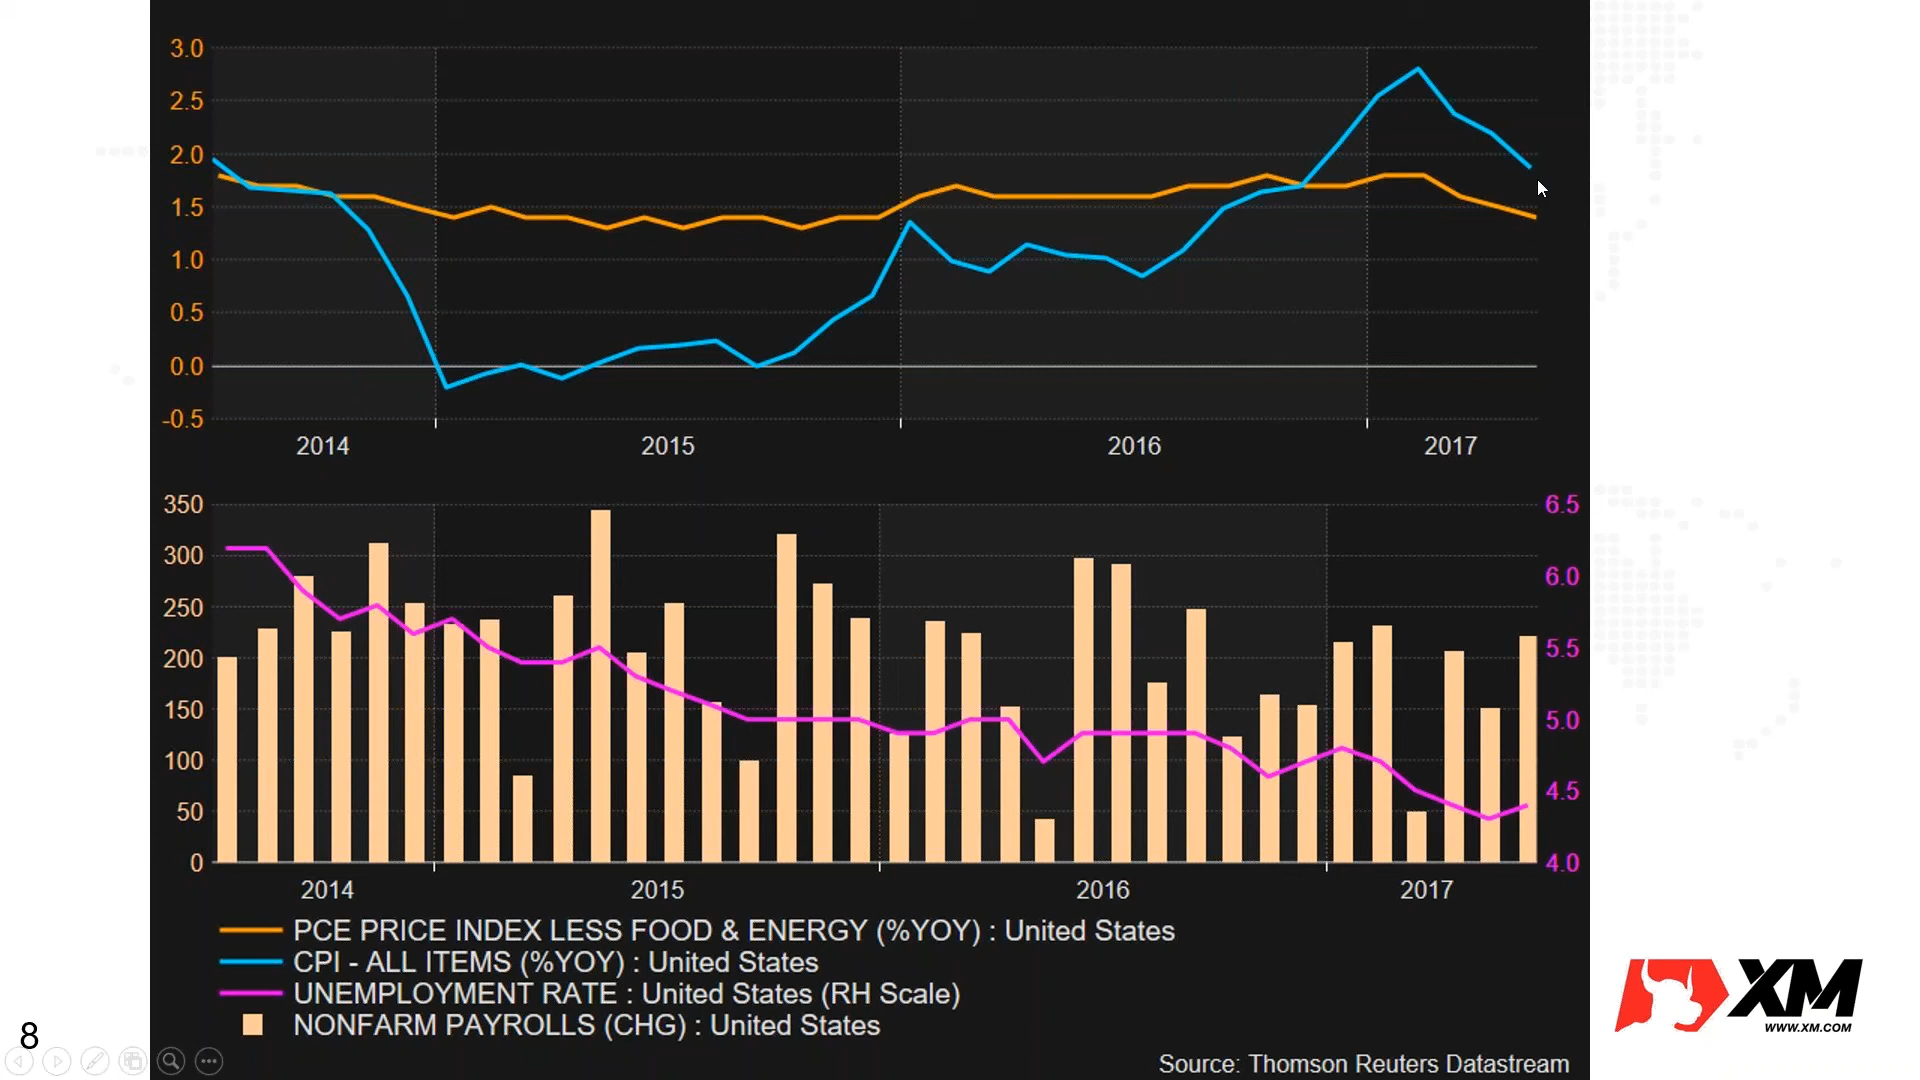 3.0
2.5
2.0
1.5
1.0
0.5
0.0
-0.5
2014 2015 2016 2017
350 6.5
300 6.0
250 5.5
200 5.0
150 4.5
100 4.0
50
0
2014 2015 2016 2017
PCE PRICE INDEX LESS FOOD & ENERGY (%YOY) : United States
CPI - ALL ITEMS (%YOY) : United States
UNEMPLOYMENT RATE : United States (RH Scale)
NONFARM PAYROLLS (CHG) : United States
Source: Thomson Reuters Datastream
XM
WWW.XM.COM
8